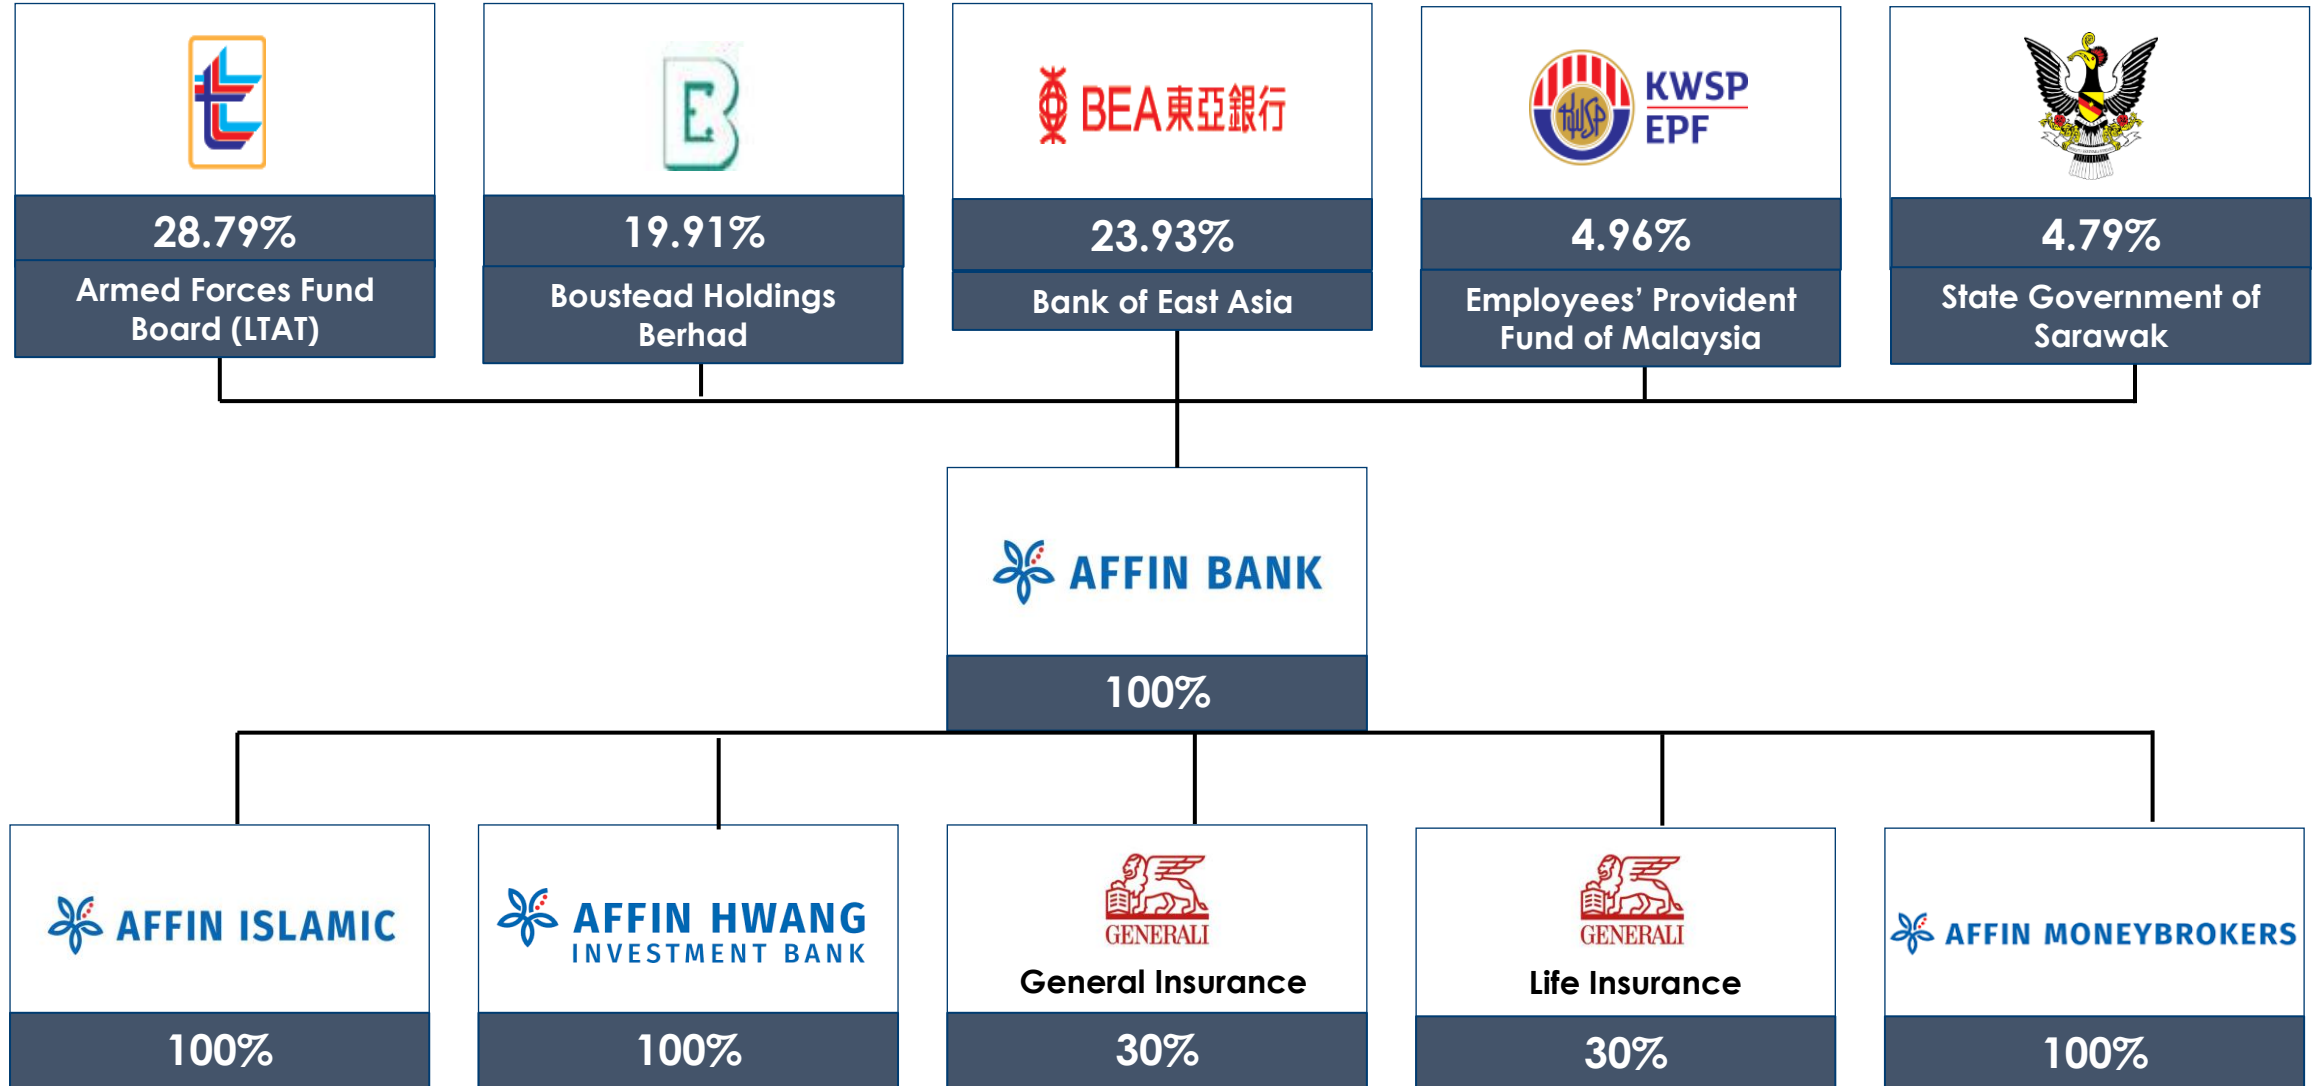 BEA東亞銀行
KWSP
EPF
KWSP
28.79%
19.91%
23.93%
4.96%
4.79%
Armed Forces Fund
Board (LTAT)
Boustead Holdings
Berhad
Bank of East Asia
Employees’ Provident
Fund of Malaysia
State Government of
Sarawak
AFFIN BANK
100%
AFFIN ISLAMIC
AFFIN HWANG
INVESTMENT BANK
GENERALI
General Insurance
GENERALI
Life Insurance
AFFIN MONEYBROKERS
100%
100%
30%
30%
100%